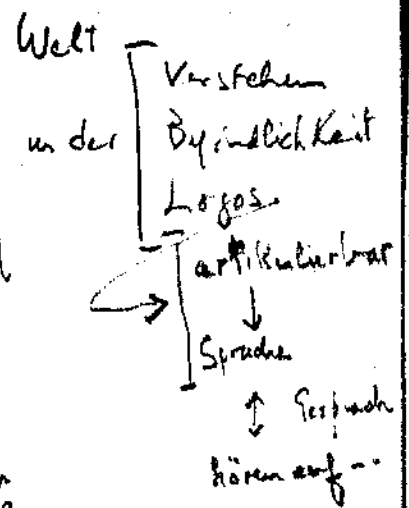 Welt
Verstehen
in der Befindlichkeit
Logos
artikulierbar
Sprache
Gespräch
hören auf --